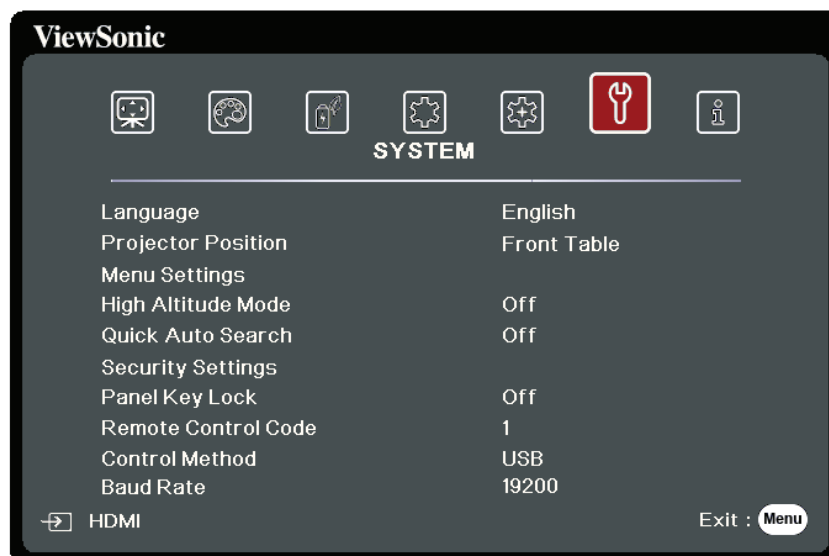 ViewSonic
SYSTEM
Language English
Projector Position Front Table
Menu Settings
High Altitude Mode Off
Quick Auto Search Off
Security Settings
Panel Key Lock Off
Remote Control Code 1
Control Method USB
Baud Rate 19200
HDMI Exit : Menu